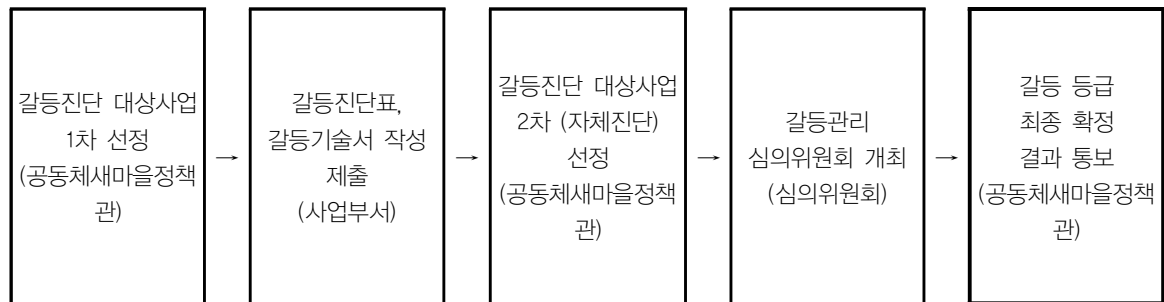 갈등진단 대상사업
1차 선정
(공동체새마을정책
관)
→
갈등진단표,
갈등기술서 작성
제출
(사업부서)
→
갈등진단 대상사업
2차 (자체진단)
선정
(공동체새마을정책
관)
→
갈등관리
심의위원회 개최
(심의위원회)
→
갈등 등급
최종 확정
결과 통보
(공동체새마을정책
관)